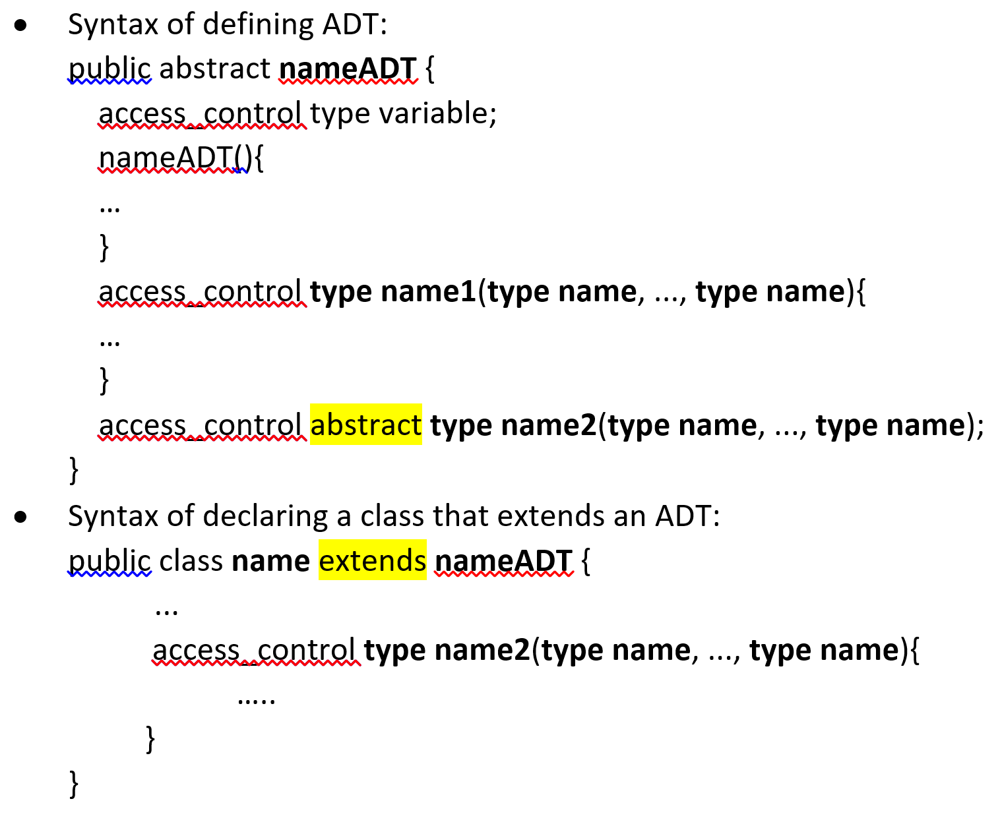 • Syntax of defining ADT:
public abstract nameADT {
access_control type variable;
nameADT(){
...
}
access_control type name1(type name, ..., type name){
...
}
access_control abstract type name2(type name, ..., type name);
}
• Syntax of declaring a class that extends an ADT:
public class name extends nameADT {
...
access_control type name2(type name, ..., type name){
.....
}
}